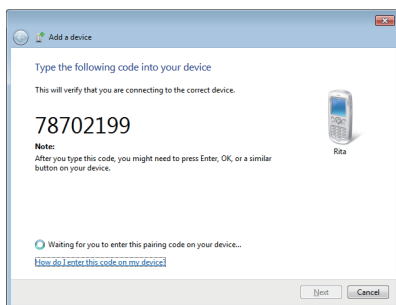 Add a device
Type the following code into your device
This will verify that you are connecting to the correct device.
78702199
Note:
After you type this code, you might need to press Enter, OK, or a similar
button on your device.
Rita
Waiting for you to enter this pairing code on your device...
How do I enter this code on my device?
Next Cancel